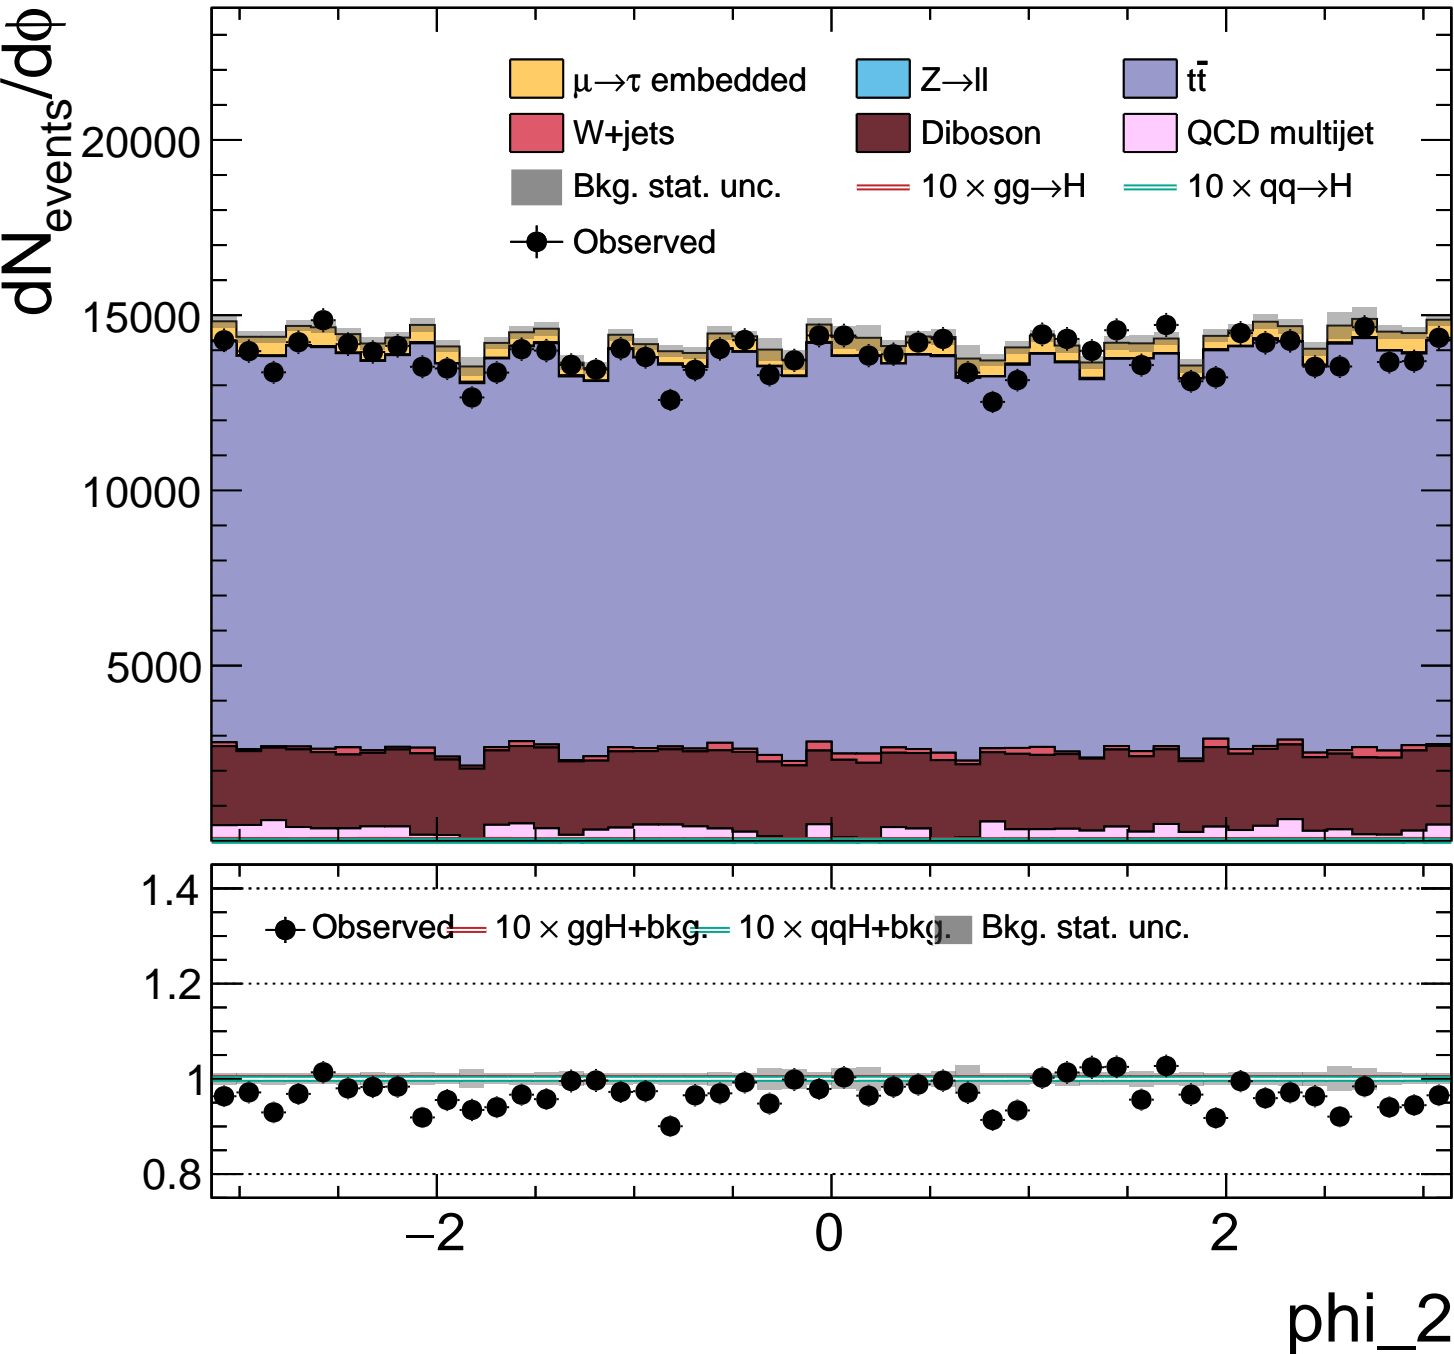 dN_events/dϕ
μ→τ embedded
Z→ll
tt̄
W+jets
Diboson
QCD multijet
Bkg. stat. unc.
10 × gg→H
10 × qq→H
Observed
20000
15000
10000
5000
1.4
Observed
10 × ggH+bkg.
10 × qqH+bkg.
Bkg. stat. unc.
1.2
1
0.8
−2
0
2
phi_2